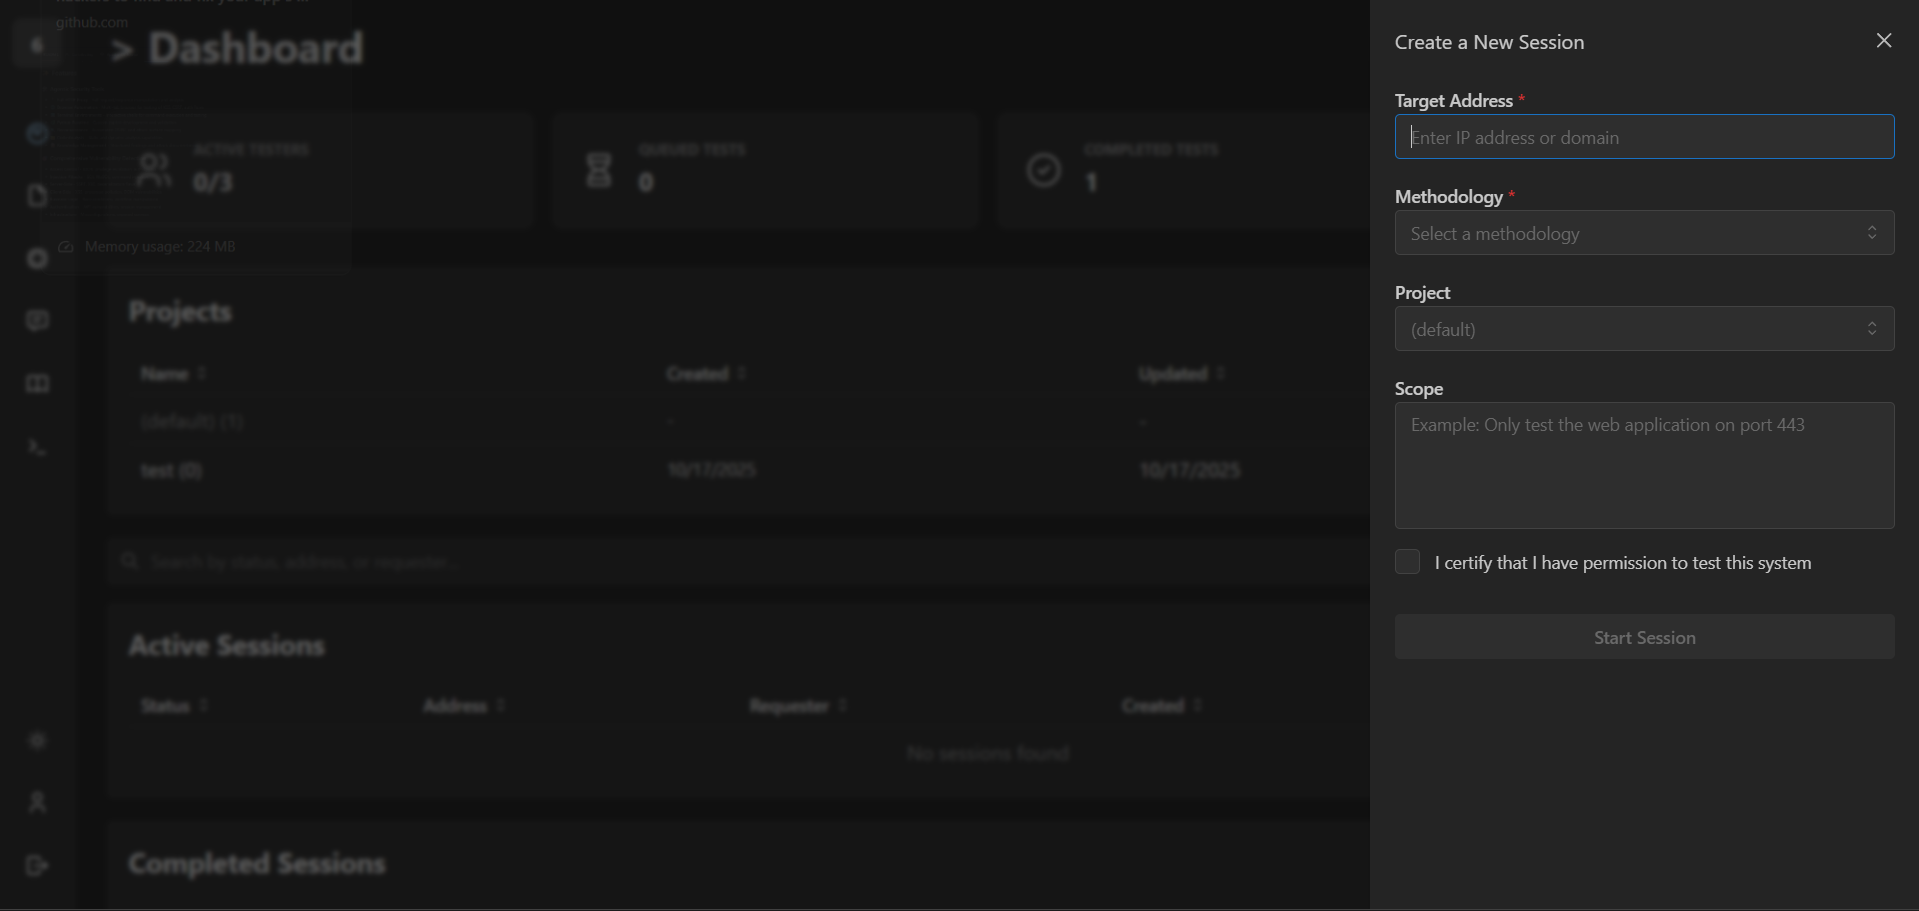 github.com
6
> Dashboard
ACTIVE TESTERS
0/3
QUEUED TESTS
0
COMPLETED TESTS
1
Memory usage: 224 MB
Projects
Name
Created
Updated
(default) (1)
-
-
test (0)
10/17/2025
10/17/2025
Search by status, address, or requester...
Active Sessions
Status
Address
Requester
Created
No sessions found
Completed Sessions
Create a New Session
Target Address *
Enter IP address or domain
Methodology *
Select a methodology
Project
(default)
Scope
Example: Only test the web application on port 443
I certify that I have permission to test this system
Start Session